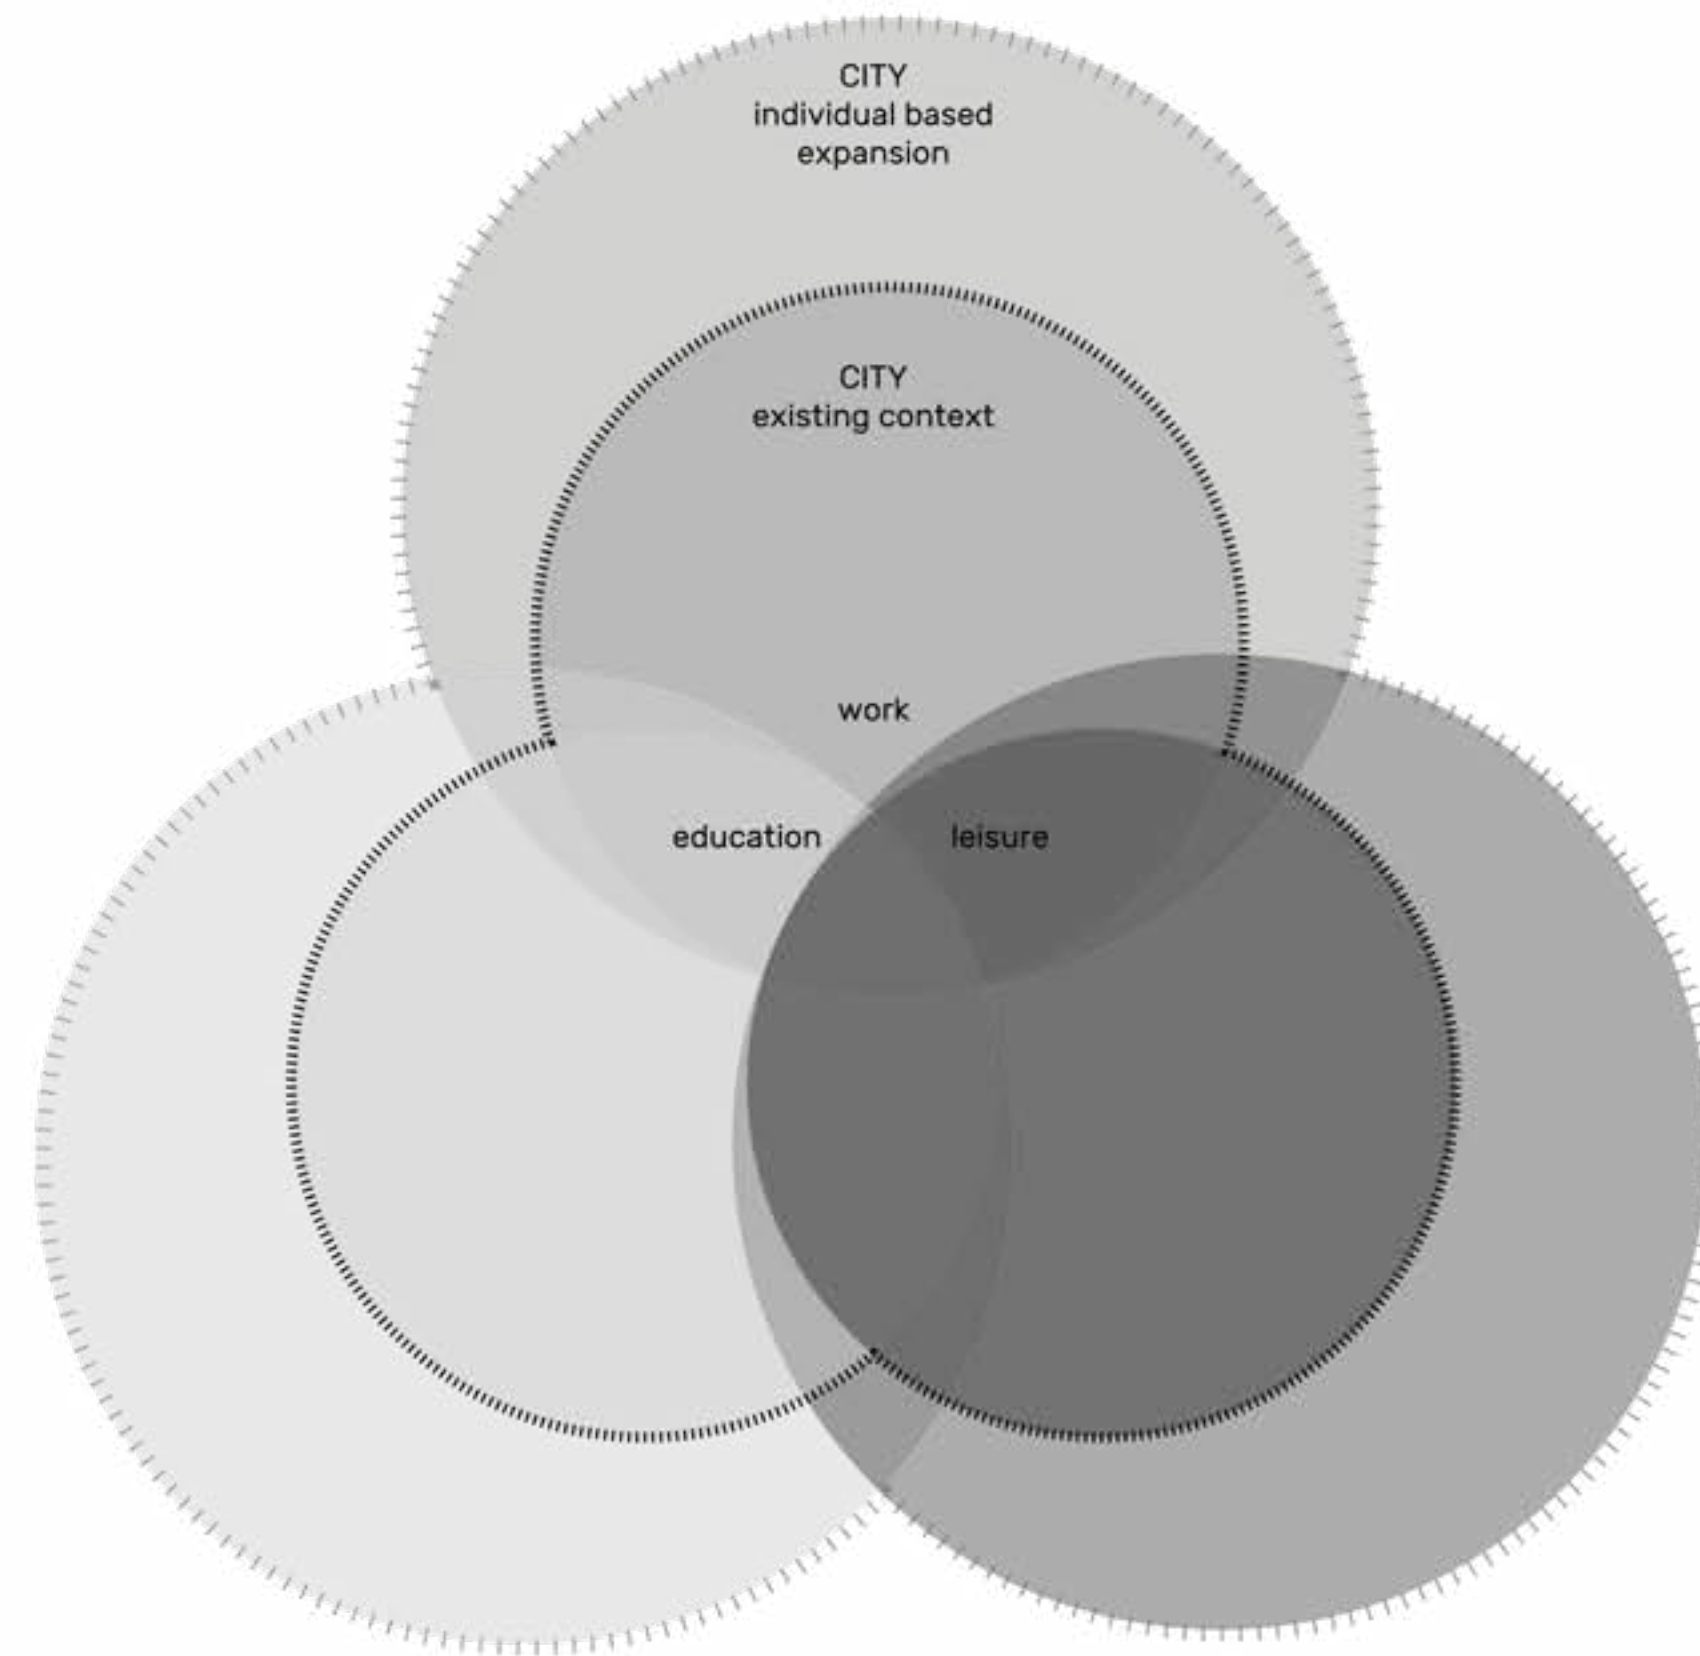 CITY
individual based
expansion
CITY
existing context
work
education
leisure